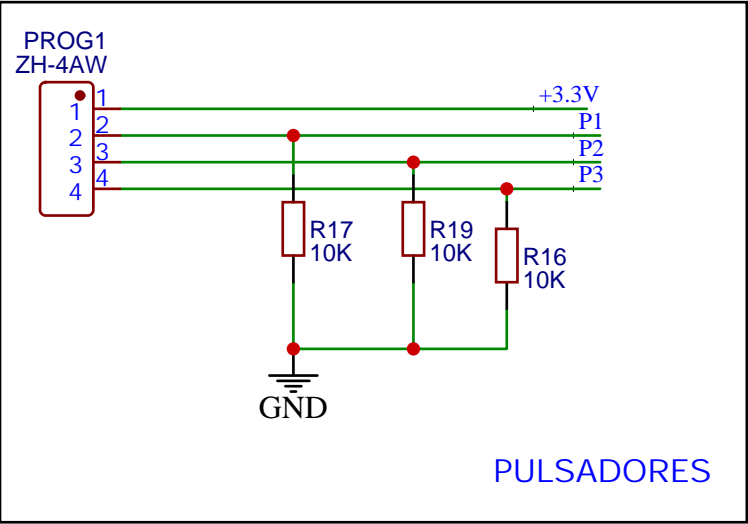 PROG1
ZH-4AW
1 1 +3.3V
2 2 P1
3 3 P2
4 4 P3
R17
10K
R19
10K
R16
10K
GND
PULSADORES